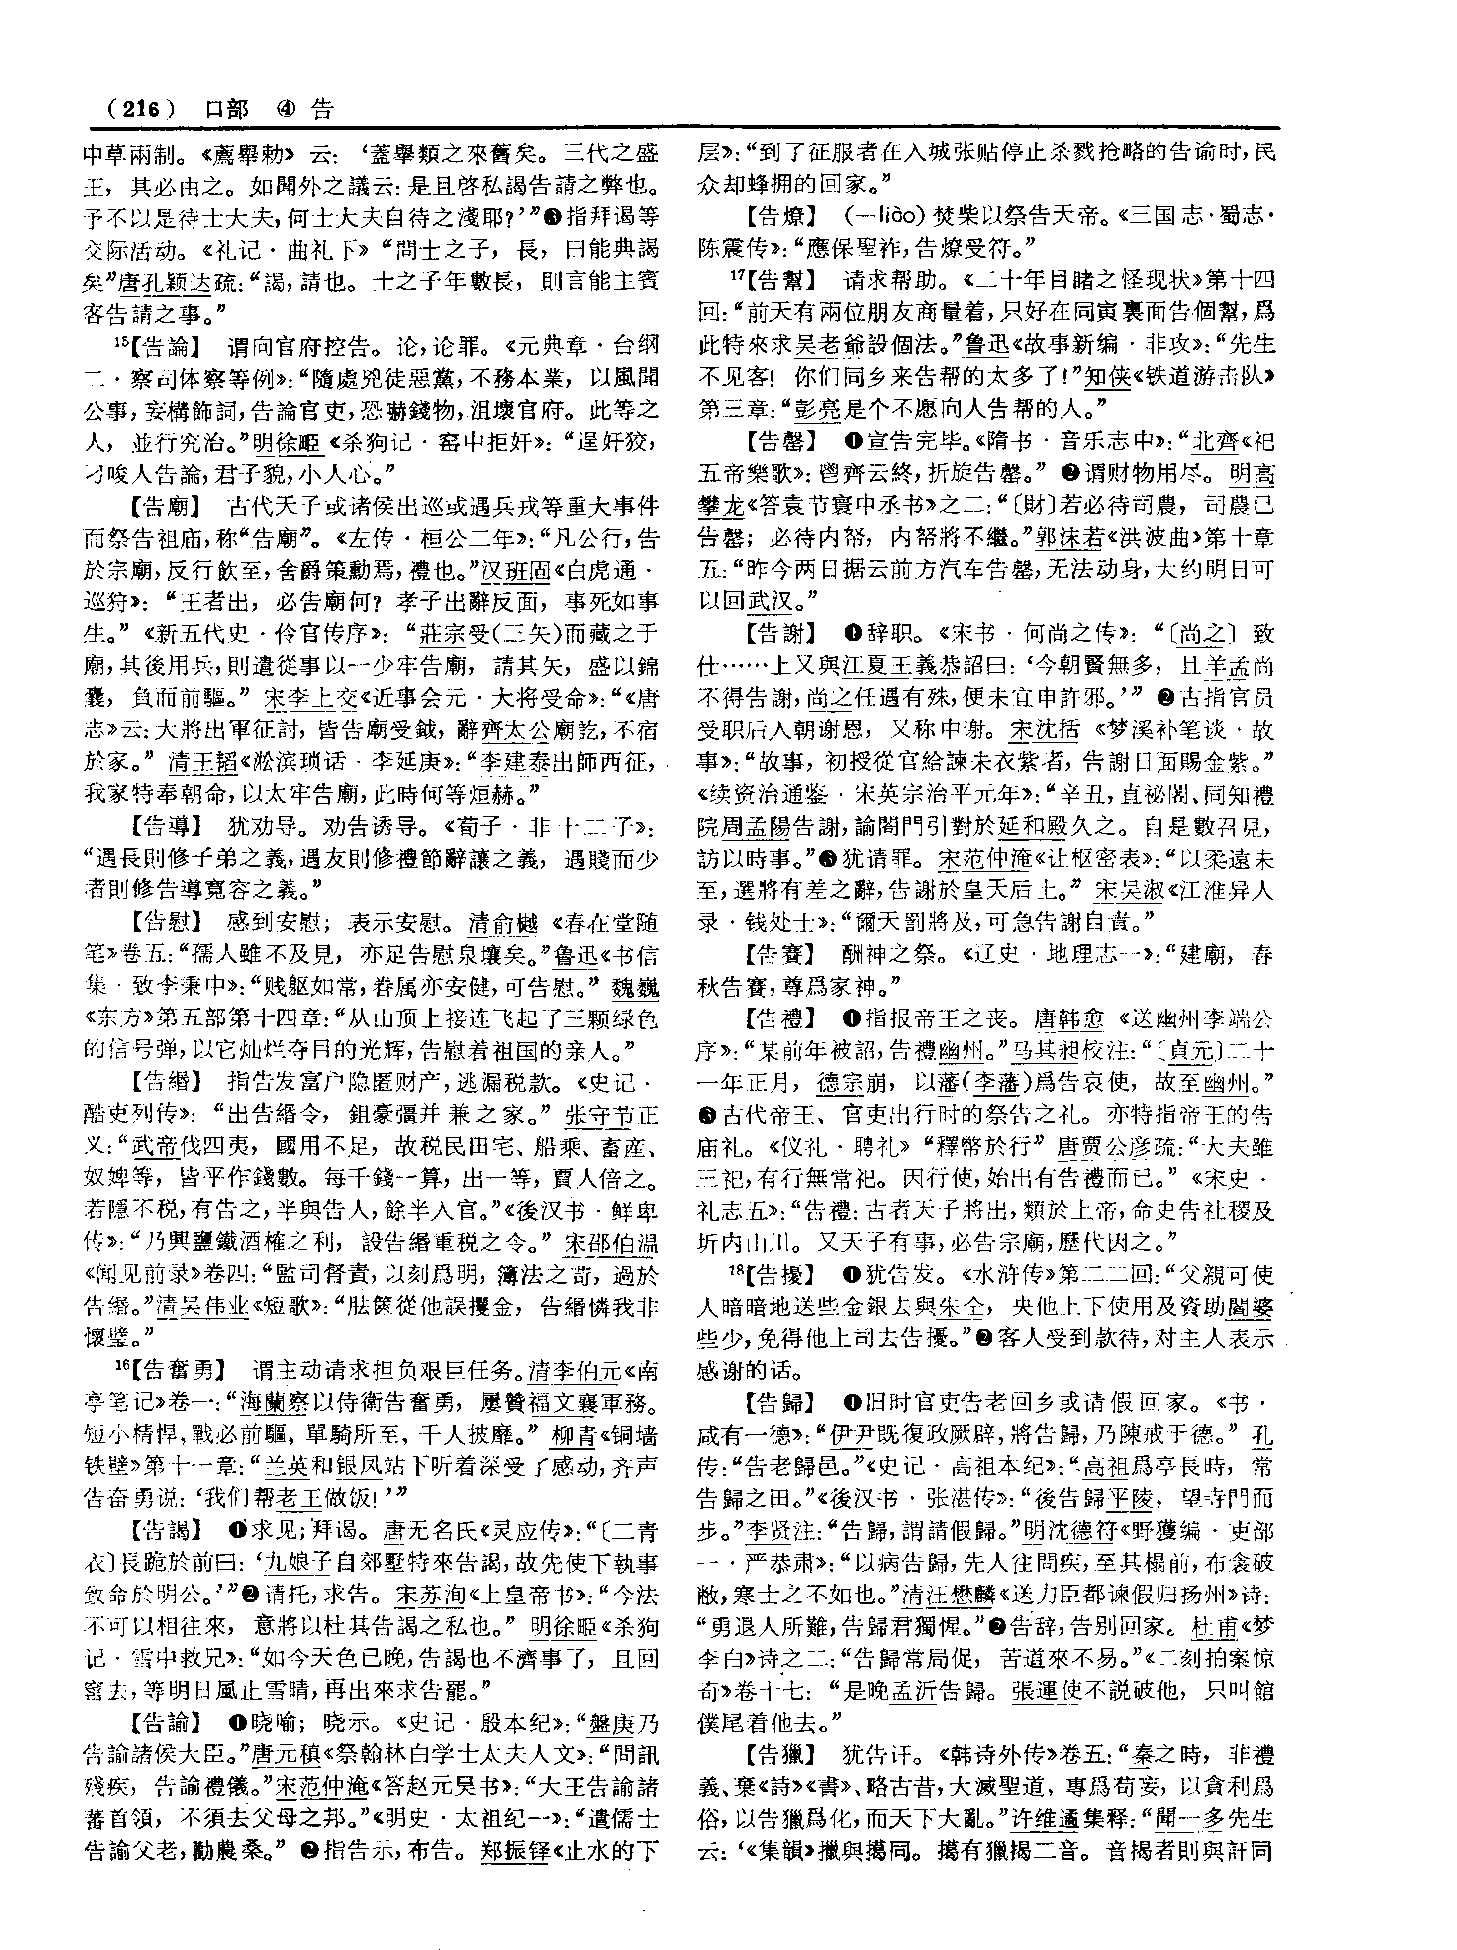 （216） 口部 ④ 告
中草兩制。《薦舉勅》云：‘蓋舉類之來舊矣。三代之盛
王，其必由之。如聞外之議云：是且啓私謁告請之弊也。
予不以是待士大夫，何士大夫自待之淺耶？’”❸指拜谒等
交际活动。《礼记·曲礼下》“問士之子，長，曰能典謁
矣”唐孔颖达疏：“謁，請也。士之子年數長，則言能主賓
客告請之事。”
15【告論】 谓向官府控告。论，论罪。《元典章·台纲
二·察司体察等例》：“隨處兇徒惡黨，不務本業，以風聞
公事，妄構飾詞，告論官吏，恐嚇錢物，沮壞官府。此等之
人，並行究治。”明徐㖂《杀狗记·窑中拒奸》：“逞奸狡，
刁唆人告論，君子貌，小人心。”
【告廟】 古代天子或诸侯出巡或遇兵戎等重大事件
而祭告祖庙，称“告廟”。《左传·桓公二年》：“凡公行，告
於宗廟，反行飲至，舍爵策勳焉，禮也。”汉班固《白虎通·
巡狩》：“王者出，必告廟何？孝子出辭反面，事死如事
生。”《新五代史·伶官传序》：“莊宗受(三矢)而藏之于
廟，其後用兵，則遣從事以一少牢告廟，請其矢，盛以錦
囊，負而前驅。”宋李上交《近事会元·大将受命》：“《唐
志》云：大將出軍征討，皆告廟受鉞，辭齊太公廟訖，不宿
於家。”清王韬《淞滨琐话·李延庚》：“李建泰出師西征，
我家特奉朝命，以太牢告廟，此時何等烜赫。”
【告導】 犹劝导。劝告诱导。《荀子·非十二子》：
“遇長則修子弟之義，遇友則修禮節辭讓之義，遇賤而少
者則修告導寬容之義。”
【告慰】 感到安慰；表示安慰。清俞樾《春在堂随
笔》卷五：“孺人雖不及見，亦足告慰泉壤矣。”鲁迅《书信
集·致李秉中》：“贱躯如常，眷属亦安健，可告慰。”魏巍
《东方》第五部第十四章：“从山顶上接连飞起了三颗绿色
的信号弹，以它灿烂夺目的光辉，告慰着祖国的亲人。”
【告緡】 指告发富户隐匿财产，逃漏税款。《史记·
酷吏列传》：“出告緡令，鉏豪彊并兼之家。”张守节正
义：“武帝伐四夷，國用不足，故税民田宅、船乘、畜産、
奴婢等，皆平作錢數。每千錢一算，出一等，賈人倍之。
若隱不税，有告之，半與告人，餘半入官。”《後汉书·鲜卑
传》：“乃興鹽鐵酒榷之利，設告緡重税之令。”宋邵伯温
《闻见前录》卷四：“監司督責，以刻爲明，簿法之苛，過於
告緡。”清吴伟业《短歌》：“胠篋從他誤攫金，告緡憐我非
懷璧。”
16【告奮勇】 谓主动请求担负艰巨任务。清李伯元《南
亭笔记》卷一：“海蘭察以侍衛告奮勇，屢贊福文襄軍務。
短小精悍，戰必前驅，單騎所至，千人披靡。”柳青《铜墙
铁壁》第十一章：“兰英和银凤站下听着深受了感动，齐声
告奋勇说：‘我们帮老王做饭！’”
【告謁】 ❶求见；拜谒。唐无名氏《灵应传》：“〔二青
衣〕長跪於前曰：‘九娘子自郊墅特來告謁，故先使下執事
致命於明公。’”❷请托，求告。宋苏洵《上皇帝书》：“今法
不可以相往來，意將以杜其告謁之私也。”明徐㖂《杀狗
记·雪中救兄》：“如今天色已晚，告謁也不濟事了，且回
窑去，等明日風止雪晴，再出來求告罷。”
【告諭】 ❶晓喻；晓示。《史记·殷本纪》：“盤庚乃
告諭諸侯大臣。”唐元稹《祭翰林白学士太夫人文》：“問訊
殘疾，告諭禮儀。”宋范仲淹《答赵元昊书》：“大王告諭諸
蕃首領，不須去父母之邦。”《明史·太祖纪一》：“遣儒士
告諭父老，勸農桑。”❷指告示，布告。郑振铎《止水的下
层》：“到了征服者在入城张贴停止杀戮抢略的告谕时，民
众却蜂拥的回家。”
【告燎】 （—liào）焚柴以祭告天帝。《三国志·蜀志·
陈震传》：“應保聖祚，告燎受符。”
17【告幫】 请求帮助。《二十年目睹之怪现状》第十四
回：“前天有兩位朋友商量着，只好在同寅裏面告個幫，爲
此特來求吴老爺設個法。”鲁迅《故事新编·非攻》：“先生
不见客！你们同乡来告帮的太多了！”知侠《铁道游击队》
第三章：“彭亮是个不愿向人告帮的人。”
【告罄】 ❶宣告完毕。《隋书·音乐志中》：“北齊《祀
五帝樂歌》：鬯齊云終，折旋告罄。”❷谓财物用尽。明高
攀龙《答袁节寰中丞书》之二：“〔財〕若必待司農，司農已
告罄；必待内帑，内帑將不繼。”郭沫若《洪波曲》第十章
五：“昨今两日据云前方汽车告罄，无法动身，大约明日可
以回武汉。”
【告謝】 ❶辞职。《宋书·何尚之传》：“〔尚之〕致
仕……上又與江夏王義恭詔曰：‘今朝賢無多，且羊孟尚
不得告謝，尚之任遇有殊，便未宜申許邪。’”❷古指官员
受职后入朝谢恩，又称中谢。宋沈括《梦溪补笔谈·故
事》：“故事，初授從官給諫未衣紫者，告謝日面賜金紫。”
《续资治通鉴·宋英宗治平元年》：“辛丑，直祕閣、同知禮
院周孟陽告謝，諭閤門引對於延和殿久之。自是數召見，
訪以時事。”❸犹请罪。宋范仲淹《让枢密表》：“以柔遠未
至，選將有差之辭，告謝於皇天后土。”宋吴淑《江淮异人
录·钱处士》：“爾天罰將及，可急告謝自責。”
【告賽】 酬神之祭。《辽史·地理志一》：“建廟，春
秋告賽，尊爲家神。”
【告禮】 ❶指报帝王之丧。唐韩愈《送幽州李端公
序》：“某前年被詔，告禮幽州。”马其昶校注：“〔貞元〕二十
一年正月，德宗崩，以藩(李藩)爲告哀使，故至幽州。”
❸古代帝王、官吏出行时的祭告之礼。亦特指帝王的告
庙礼。《仪礼·聘礼》“釋幣於行”唐贾公彦疏：“大夫雖
三祀，有行無常祀。因行使，始出有告禮而已。”《宋史·
礼志五》：“告禮：古者天子將出，類於上帝，命史告社稷及
圻内山川。又天子有事，必告宗廟，歷代因之。”
18【告擾】 ❶犹告发。《水浒传》第二二回：“父親可使
人暗暗地送些金銀去與朱仝，央他上下使用及資助閻婆
些少，免得他上司去告擾。”❷客人受到款待，对主人表示
感谢的话。
【告歸】 ❶旧时官吏告老回乡或请假回家。《书·
咸有一德》：“伊尹既復政厥辟，將告歸，乃陳戒于德。”孔
传：“告老歸邑。”《史记·高祖本纪》：“高祖爲亭長時，常
告歸之田。”《後汉书·张湛传》：“後告歸平陵，望寺門而
步。”李贤注：“告歸，謂請假歸。”明沈德符《野獲编·吏部
一·严恭肃》：“以病告歸，先人往問疾，至其榻前，布衾破
敝，寒士之不如也。”清汪懋麟《送力臣都谏假归扬州》诗：
“勇退人所難，告歸君獨惺。”❷告辞，告别回家。杜甫《梦
李白》诗之二：“告歸常局促，苦道來不易。”《二刻拍案惊
奇》卷十七：“是晚孟沂告歸。張運使不説破他，只叫館
僕尾着他去。”
【告獵】 犹告讦。《韩诗外传》卷五：“秦之時，非禮
義、棄《詩》《書》、略古昔，大滅聖道，專爲苟妄，以貪利爲
俗，以告獵爲化，而天下大亂。”许维遹集释：“聞一多先生
云：‘《集韻》擸與擖同。擖有獵揭二音。音揭者則與訐同